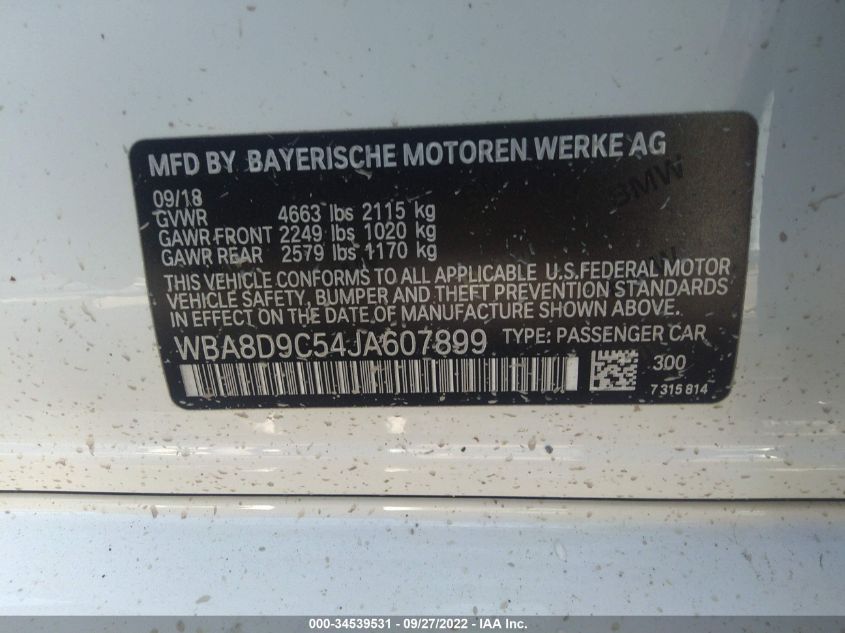 MFD BY BAYERISCHE MOTOREN WERKE AG
09/18
GVWR 4663 lbs 2115 kg
GAWR FRONT 2249 lbs 1020 kg
GAWR REAR 2579 lbs 1170 kg
THIS VEHICLE CONFORMS TO ALL APPLICABLE U.S.FEDERAL MOTOR
VEHICLE SAFETY, BUMPER AND THEFT PREVENTION STANDARDS
IN EFFECT ON THE DATE OF MANUFACTURE SHOWN ABOVE.
WBA8D9C54JA607899 TYPE: PASSENGER CAR
300
7 315 814
BMW
000-34539531 - 09/27/2022 - IAA Inc.